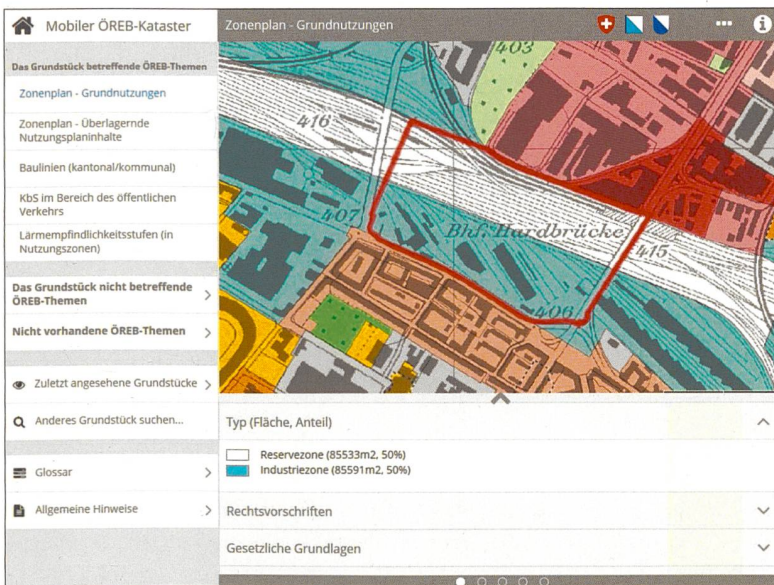 Mobiler ÖREB-Kataster
Das Grundstück betreffende ÖREB-Themen
Zonenplan - Grundnutzungen
Zonenplan - Überlagernde
Nutzungsplaninhalte
Baulinien (kantonal/kommunal)
KbS im Bereich des öffentlichen
Verkehrs
Lärmempfindlichkeitsstufen (in
Nutzungszonen)
Das Grundstück nicht betreffende
ÖREB-Themen
Nicht vorhandene ÖREB-Themen
Zuletzt angesehene Grundstücke
Anderes Grundstück suchen...
Glossar
Allgemeine Hinweise
Zonenplan - Grundnutzungen
403
416
407
Bhf. Hardbrücke
415
406
Typ (Fläche, Anteil)
Reservezone (85533m2, 50%)
Industriezone (85591m2, 50%)
Rechtsvorschriften
Gesetzliche Grundlagen